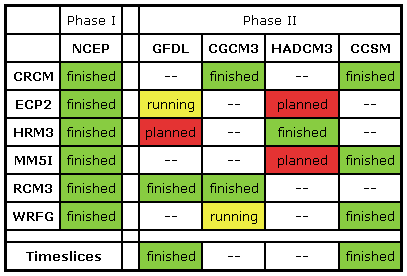 Phase I Phase II
NCEP GFDL CGCM3 HADCM3 CCSM
CRCM finished -- finished -- finished
ECP2 finished running -- planned --
HRM3 finished planned -- finished --
MM5I finished -- -- planned finished
RCM3 finished finished finished -- --
WRFG finished -- running -- finished
Timeslices finished -- -- finished